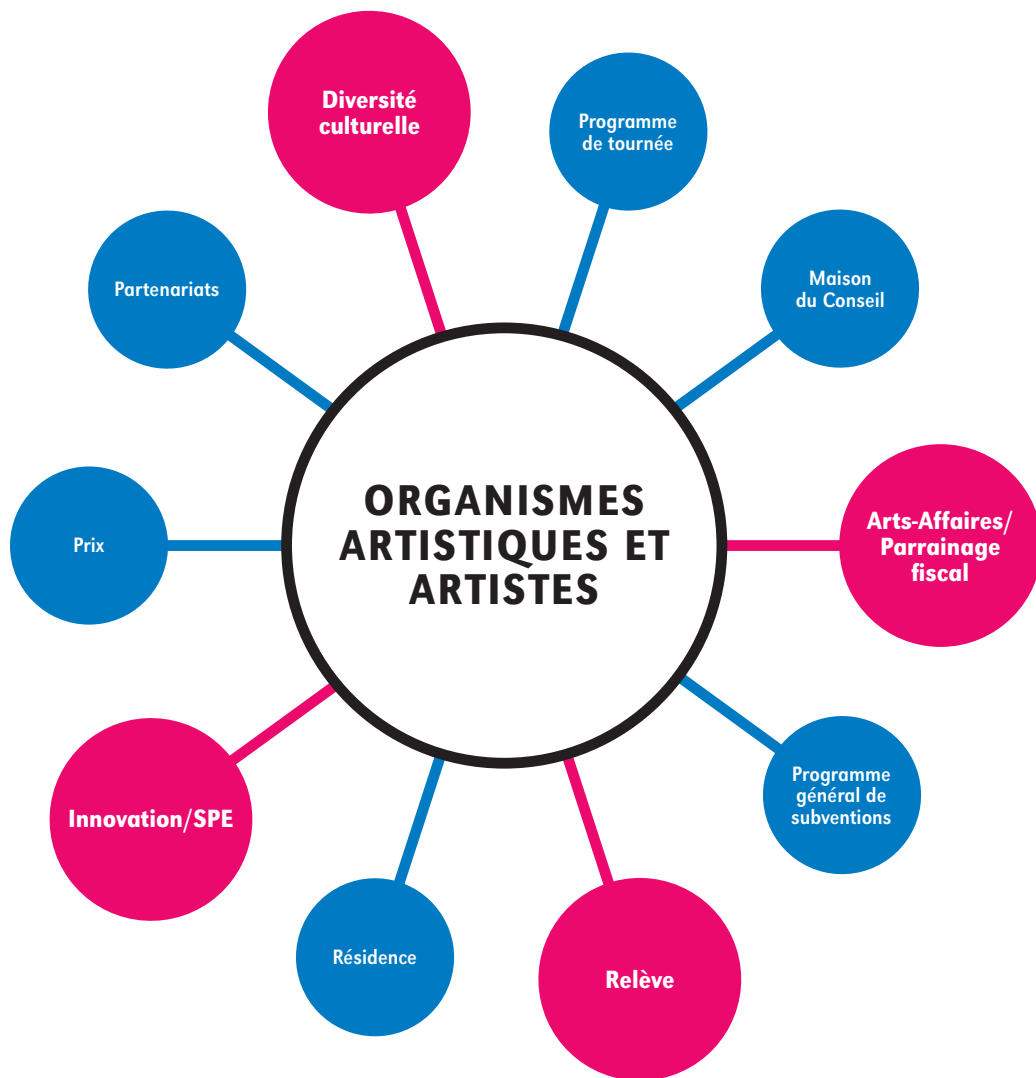 Diversité
culturelle
Programme
de tournée
Maison
du Conseil
Partenariats
ORGANISMES
ARTISTIQUES ET
ARTISTES
Arts-Affaires/
Parrainage
fiscal
Prix
Programme
général de
subventions
Innovation/SPE
Résidence
Relève